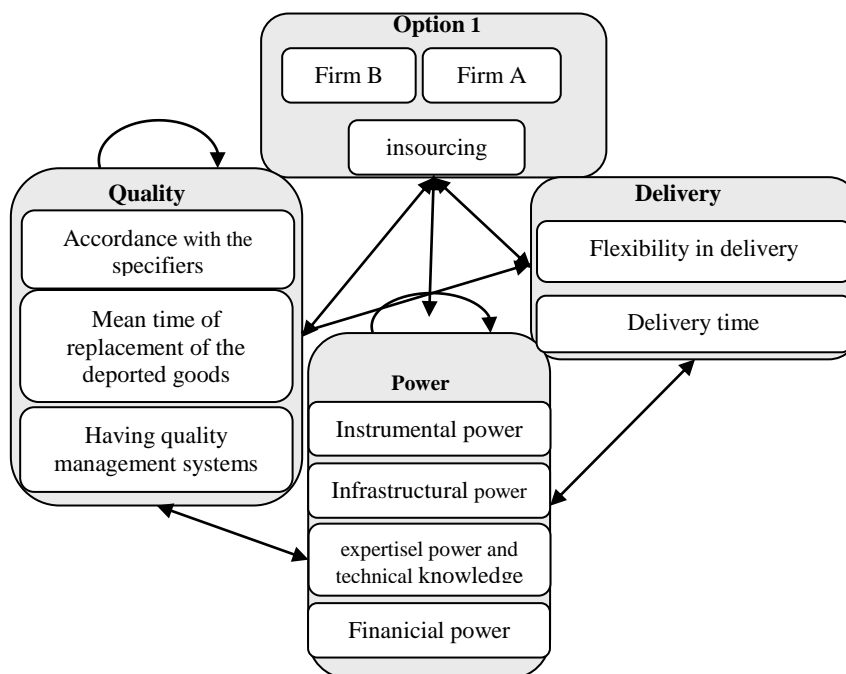 Option 1
Firm B
Firm A
insourcing
Quality
Accordance with the
specifiers
Mean time of
replacement of the
deported goods
Having quality
management systems
Delivery
Flexibility in delivery
Delivery time
Power
Instrumental power
Infrastructural power
expertisel power and
technical knowledge
Finanicial power